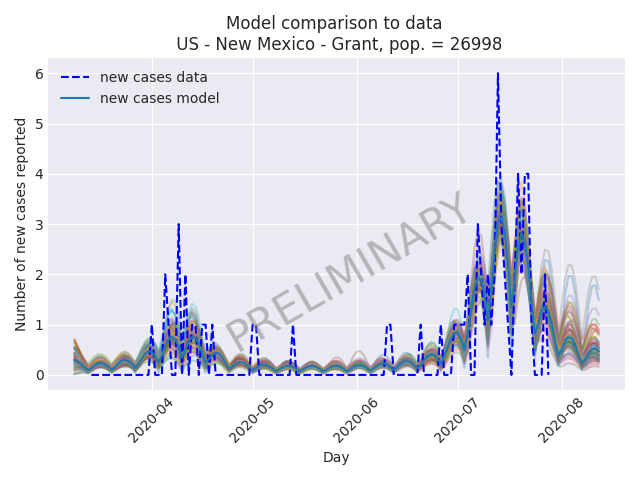 Model comparison to data
US - New Mexico - Grant, pop. = 26998
new cases data
new cases model
PRELIMINARY
Number of new cases reported
6
5
4
3
2
1
0
2020-04
2020-05
2020-06
2020-07
2020-08
Day